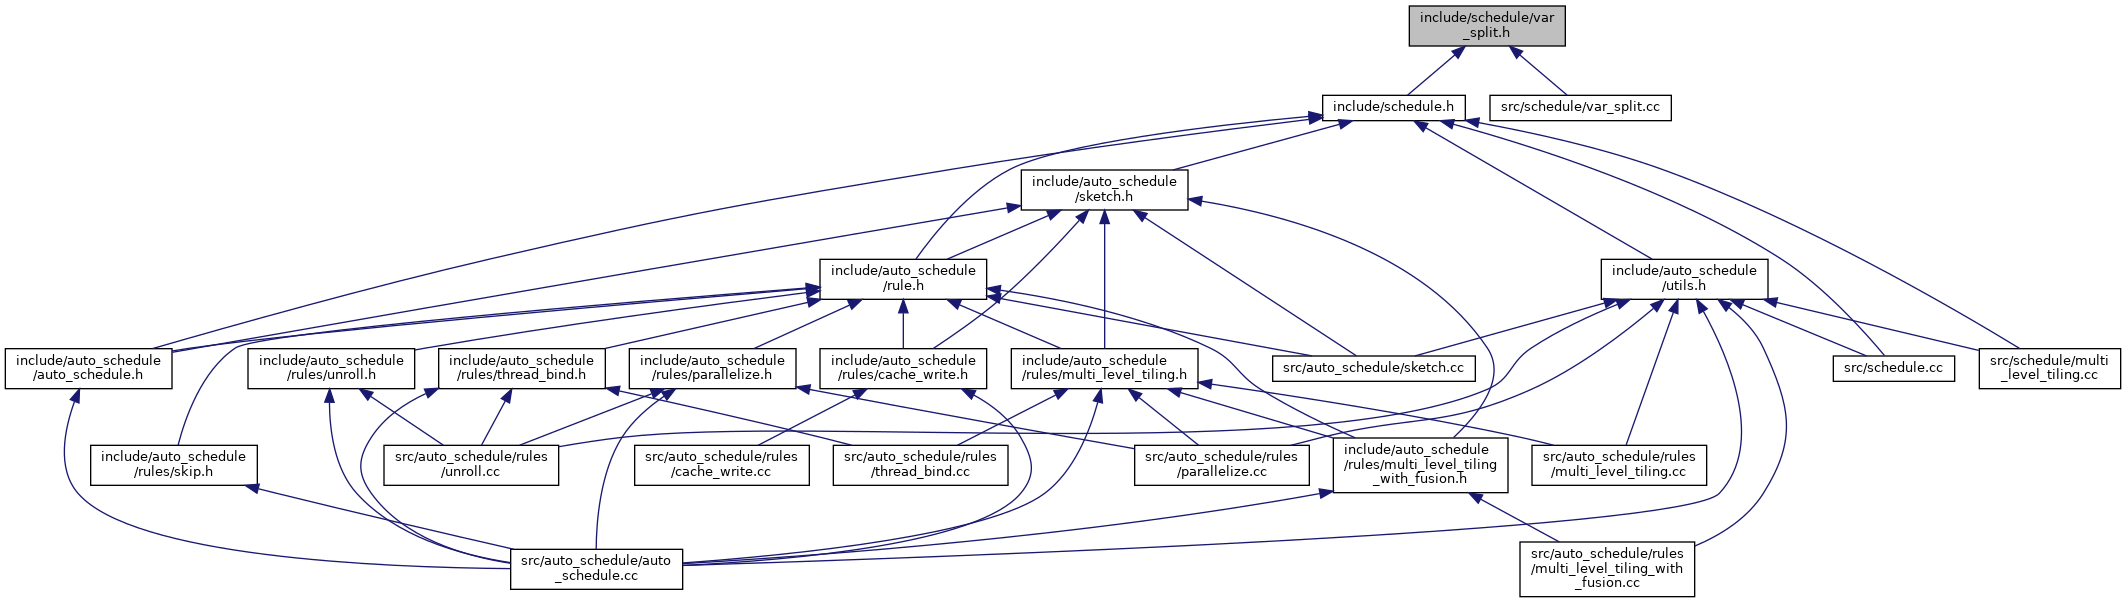 include/schedule/var
_split.h
include/schedule.h
src/schedule/var_split.cc
include/auto_schedule
/sketch.h
include/auto_schedule
/rule.h
include/auto_schedule
/utils.h
include/auto_schedule
/auto_schedule.h
include/auto_schedule
/rules/unroll.h
include/auto_schedule
/rules/thread_bind.h
include/auto_schedule
/rules/parallelize.h
include/auto_schedule
/rules/cache_write.h
include/auto_schedule
/rules/multi_level_tiling.h
src/auto_schedule/sketch.cc
src/schedule.cc
src/schedule/multi
_level_tiling.cc
include/auto_schedule
/rules/skip.h
src/auto_schedule/rules
/unroll.cc
src/auto_schedule/rules
/cache_write.cc
src/auto_schedule/rules
/thread_bind.cc
src/auto_schedule/rules
/parallelize.cc
include/auto_schedule
/rules/multi_level_tiling
_with_fusion.h
src/auto_schedule/rules
/multi_level_tiling.cc
src/auto_schedule/auto
_schedule.cc
src/auto_schedule/rules
/multi_level_tiling_with
_fusion.cc